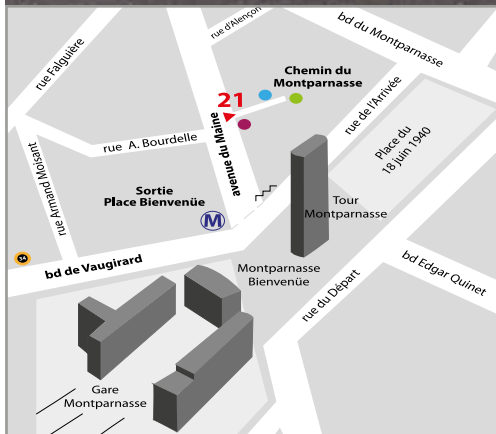 rue d'Alençon
bd du Montparnasse
rue Falguière
Chemin du
Montparnasse
21
rue de l'Arrivée
Place du
18 juin 1940
avenue du Maine
rue A. Bourdelle
rue Armand Moisant
Sortie
Place Bienvenüe
M
Tour
Montparnasse
34
bd de Vaugirard
Montparnasse
Bienvenüe
bd Edgar Quinet
rue du Départ
Gare
Montparnasse